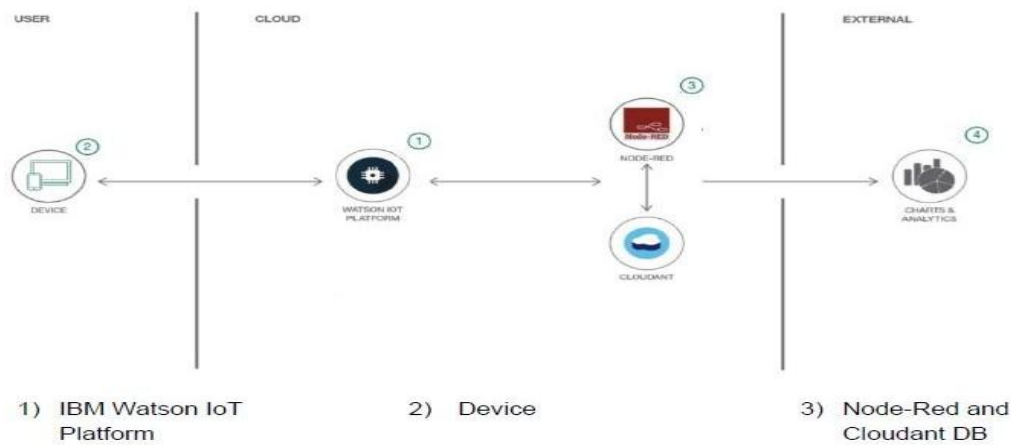 USER
CLOUD
EXTERNAL
3
Node-RED
2
1
4
NODE-RED
DEVICE
WATSON IOT
PLATFORM
CHARTS &
ANALYTICS
CLOUDANT
1) IBM Watson IoT
Platform
2) Device
3) Node-Red and
Cloudant DB